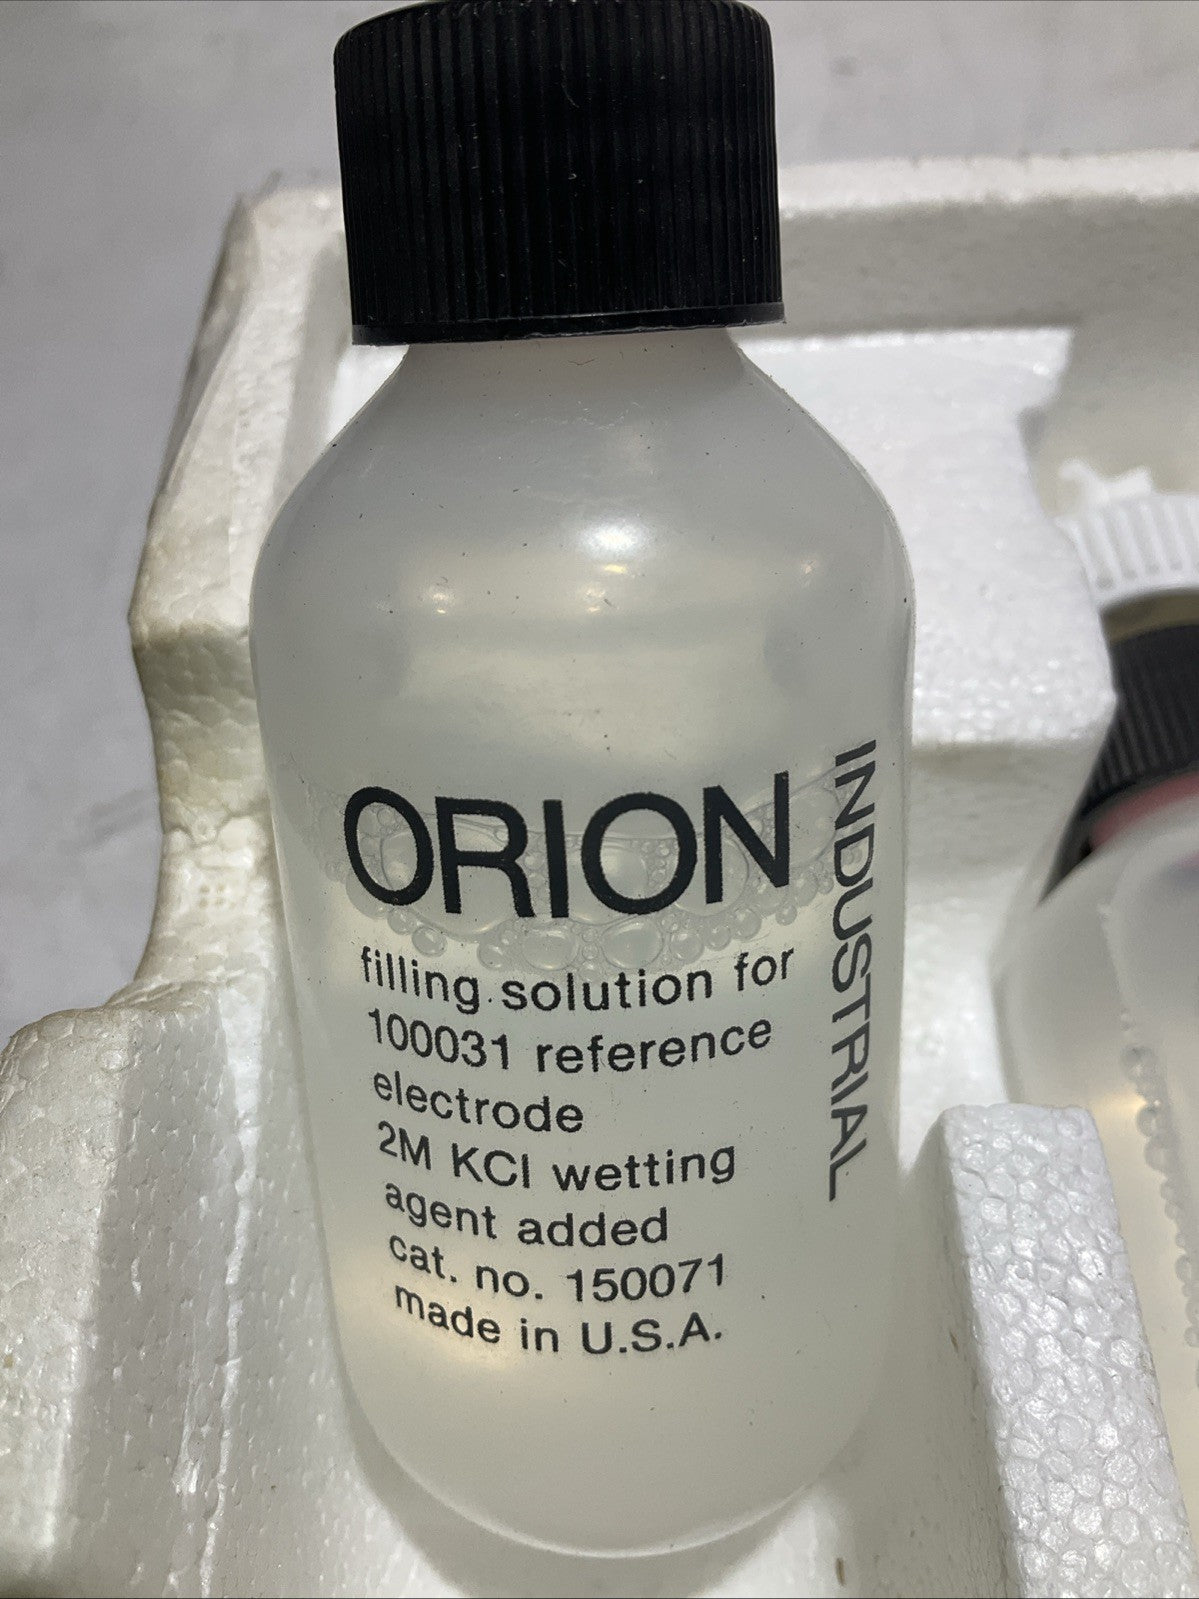 ORION
INDUSTRIAL
filling solution for
100031 reference
electrode
2M KCl wetting
agent added
cat. no. 150071
made in U.S.A.